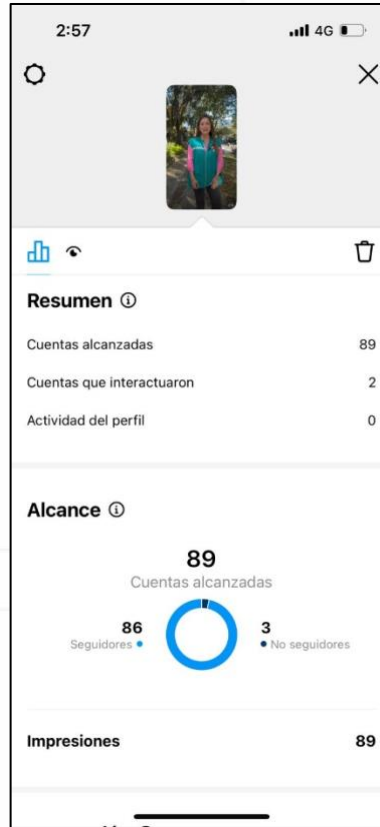 2:57 4G
Resumen
Cuentas alcanzadas 89
Cuentas que interactuaron 2
Actividad del perfil 0
Alcance
89
Cuentas alcanzadas
86 3
Seguidores No seguidores
Impresiones 89